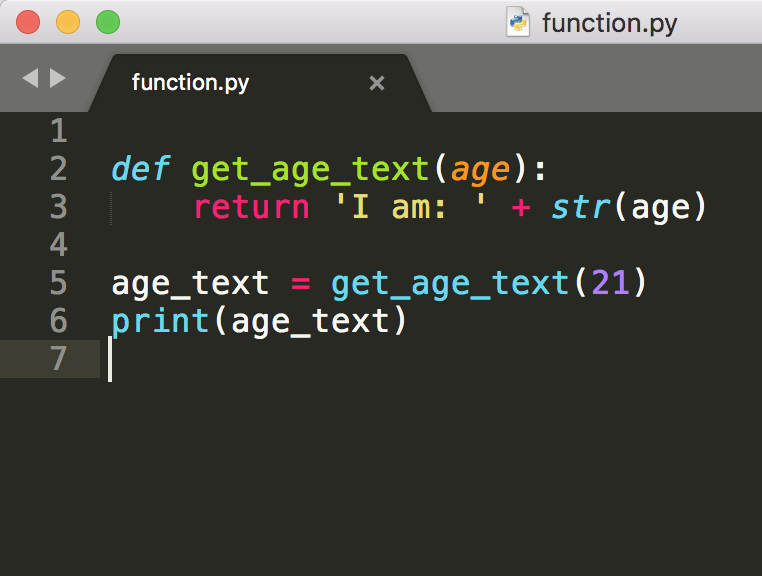 function.py
function.py ×
1
2 def get_age_text(age):
3     return 'I am: ' + str(age)
4
5 age_text = get_age_text(21)
6 print(age_text)
7